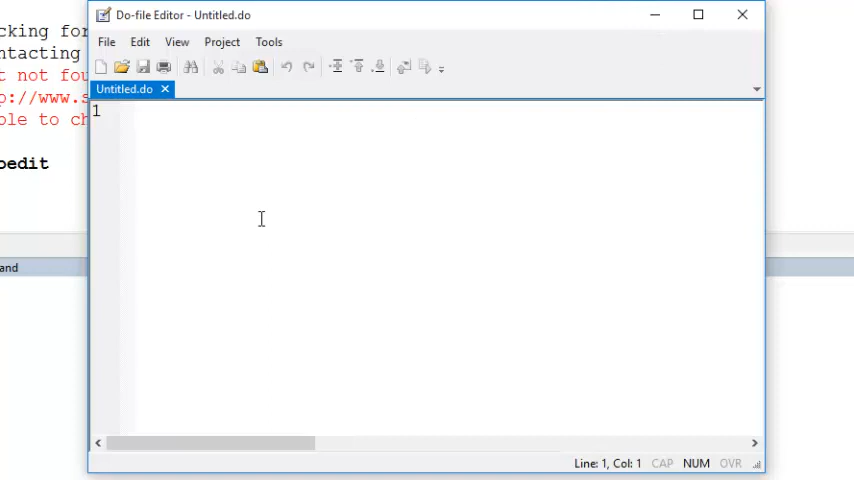 cking for
ntacting
t not fou
p://www.s
ble to ch
oedit
and
Do-file Editor - Untitled.do
File Edit View Project Tools
Untitled.do
1
Line: 1, Col: 1 CAP NUM OVR